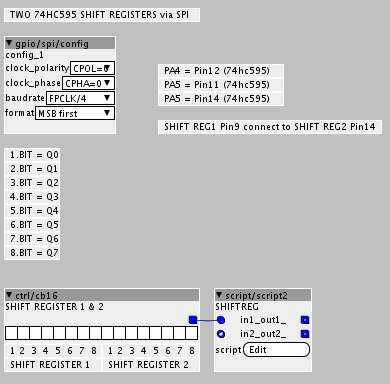 TWO 74HC595 SHIFT REGISTERS via SPI
gpio/spi/config
config_1
clock_polarity CPOL=0
clock_phase CPHA=0
baudrate FPCLK/4
format MSB first
PA4 = Pin12 (74hc595)
PA5 = Pin11 (74hc595)
PA5 = Pin14 (74hc595)
SHIFT REG1 Pin9 connect to SHIFT REG2 Pin14
1.BIT = Q0
2.BIT = Q1
3.BIT = Q2
4.BIT = Q3
5.BIT = Q4
6.BIT = Q5
7.BIT = Q6
8.BIT = Q7
ctrl/cb16
SHIFT REGISTER 1 & 2
1 2 3 4 5 6 7 8 1 2 3 4 5 6 7 8
SHIFT REGISTER 1 SHIFT REGISTER 2
script/script2
SHIFTREG
in1_out1_
in2_out2_
script Edit